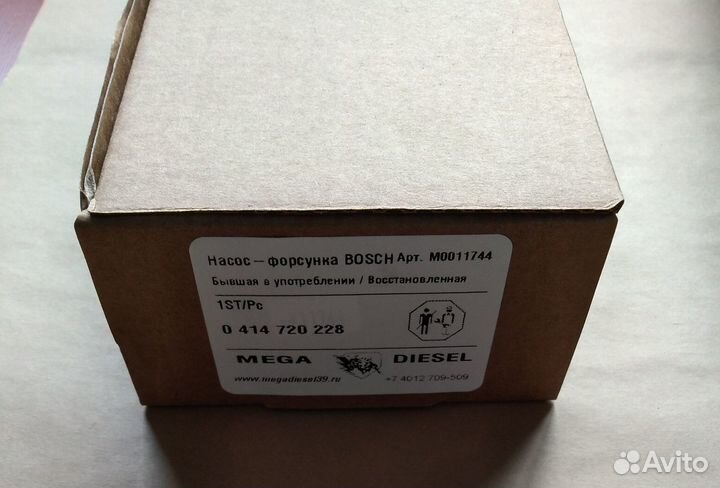 Насос – форсунка BOSCH Арт. M0011744
Бывшая в употреблении / Восстановленная
1ST/Pc
0 414 720 228
MEGA DIESEL
www.megadiesel39.ru +7 4012 709-509
Avito